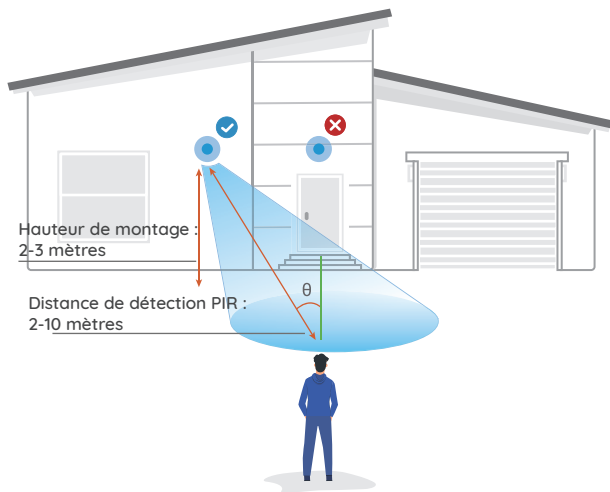 Hauteur de montage :
2-3 mètres
Distance de détection PIR :
2-10 mètres
θ